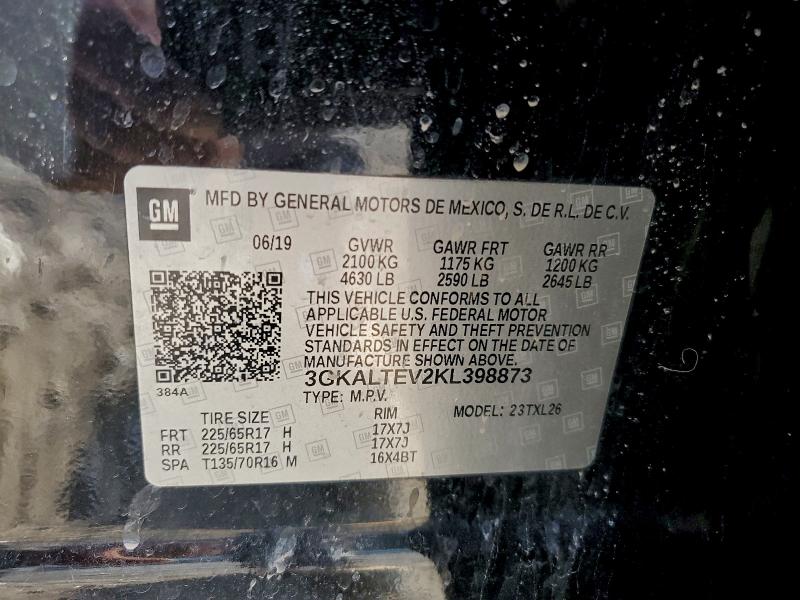 GM MFD BY GENERAL MOTORS DE MEXICO, S. DE R.L. DE C.V.
06/19 GVWR GAWR FRT GAWR RR
2100 KG 1175 KG 1200 KG
4630 LB 2590 LB 2645 LB
THIS VEHICLE CONFORMS TO ALL
APPLICABLE U.S. FEDERAL MOTOR
VEHICLE SAFETY AND THEFT PREVENTION
STANDARDS IN EFFECT ON THE DATE OF
MANUFACTURE SHOWN ABOVE.
3GKALTEV2KL398873
384A
TYPE: M.P.V. MODEL: 23TXL26
TIRE SIZE RIM
FRT 225/65R17 H 17X7J
RR 225/65R17 H 17X7J
SPA T135/70R16 M 16X4BT